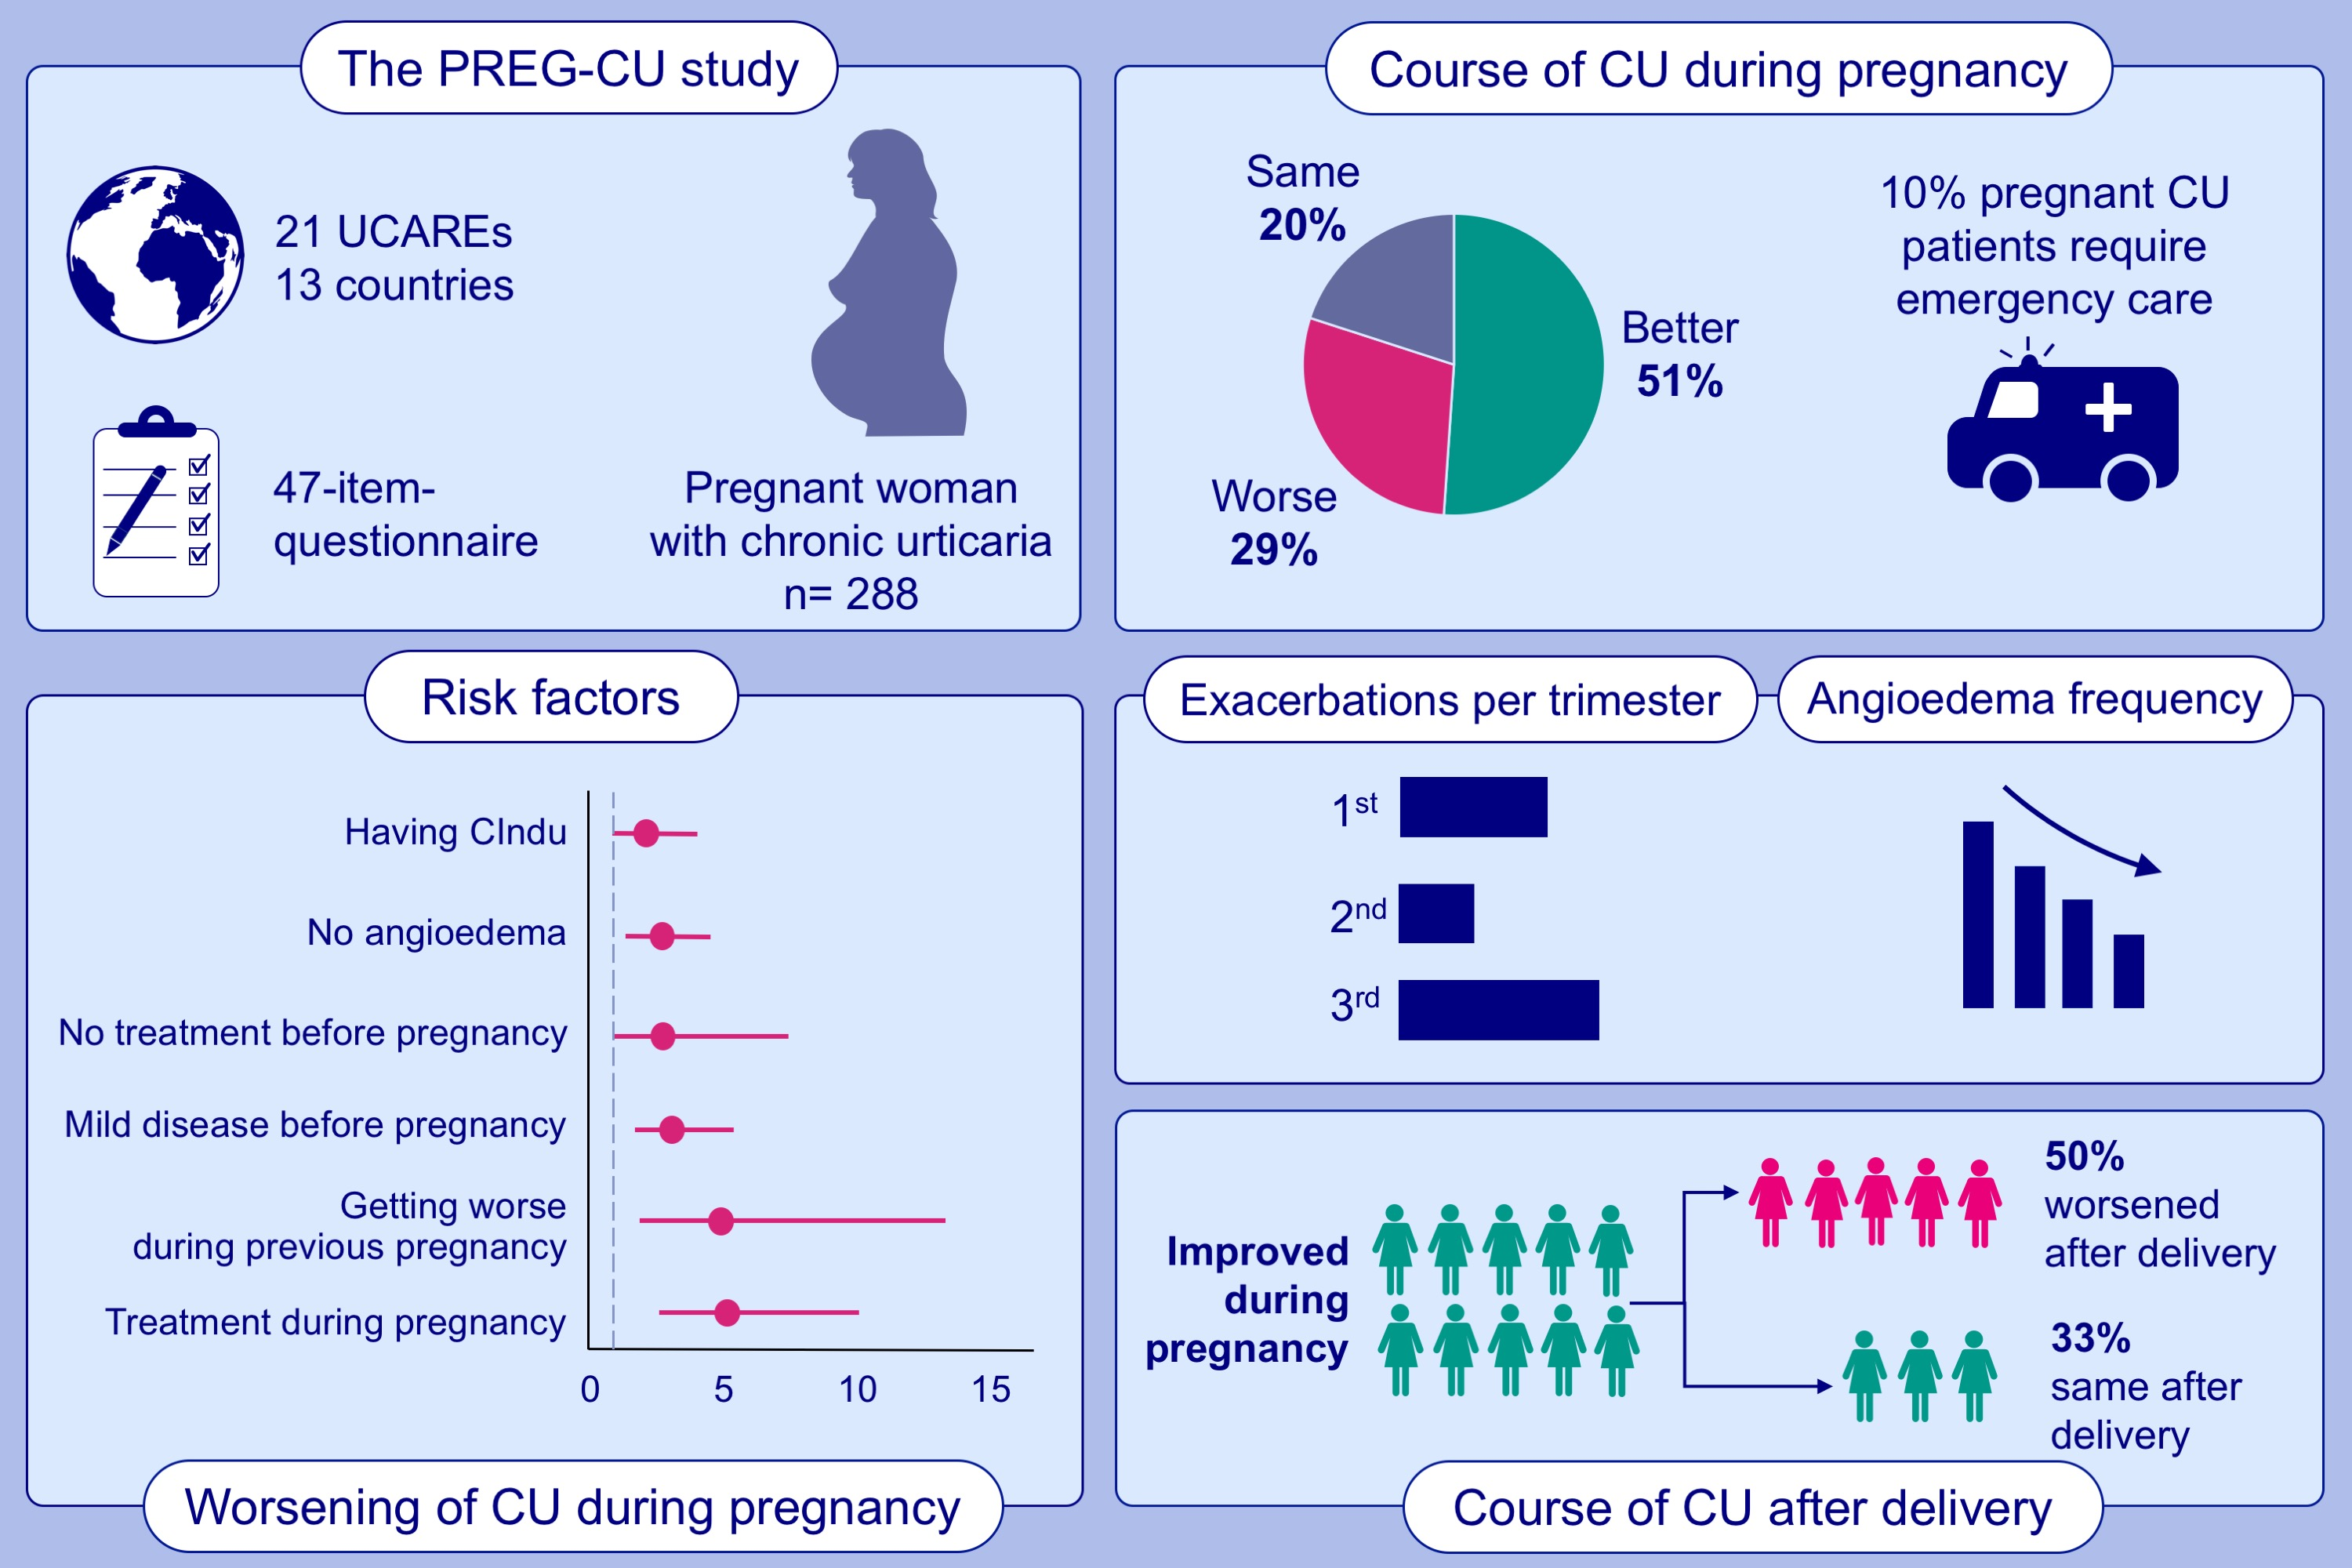 The PREG-CU study
21 UCAREs
13 countries
47-item-
questionnaire
Pregnant woman
with chronic urticaria
n= 288
Course of CU during pregnancy
Same
20%
Better
51%
Worse
29%
10% pregnant CU
patients require
emergency care
Risk factors
Having CIndu
No angioedema
No treatment before pregnancy
Mild disease before pregnancy
Getting worse
during previous pregnancy
Treatment during pregnancy
0 5 10 15
Worsening of CU during pregnancy
Exacerbations per trimester
1st
2nd
3rd
Angioedema frequency
Improved
during
pregnancy
50%
worsened
after delivery
33%
same after
delivery
Course of CU after delivery